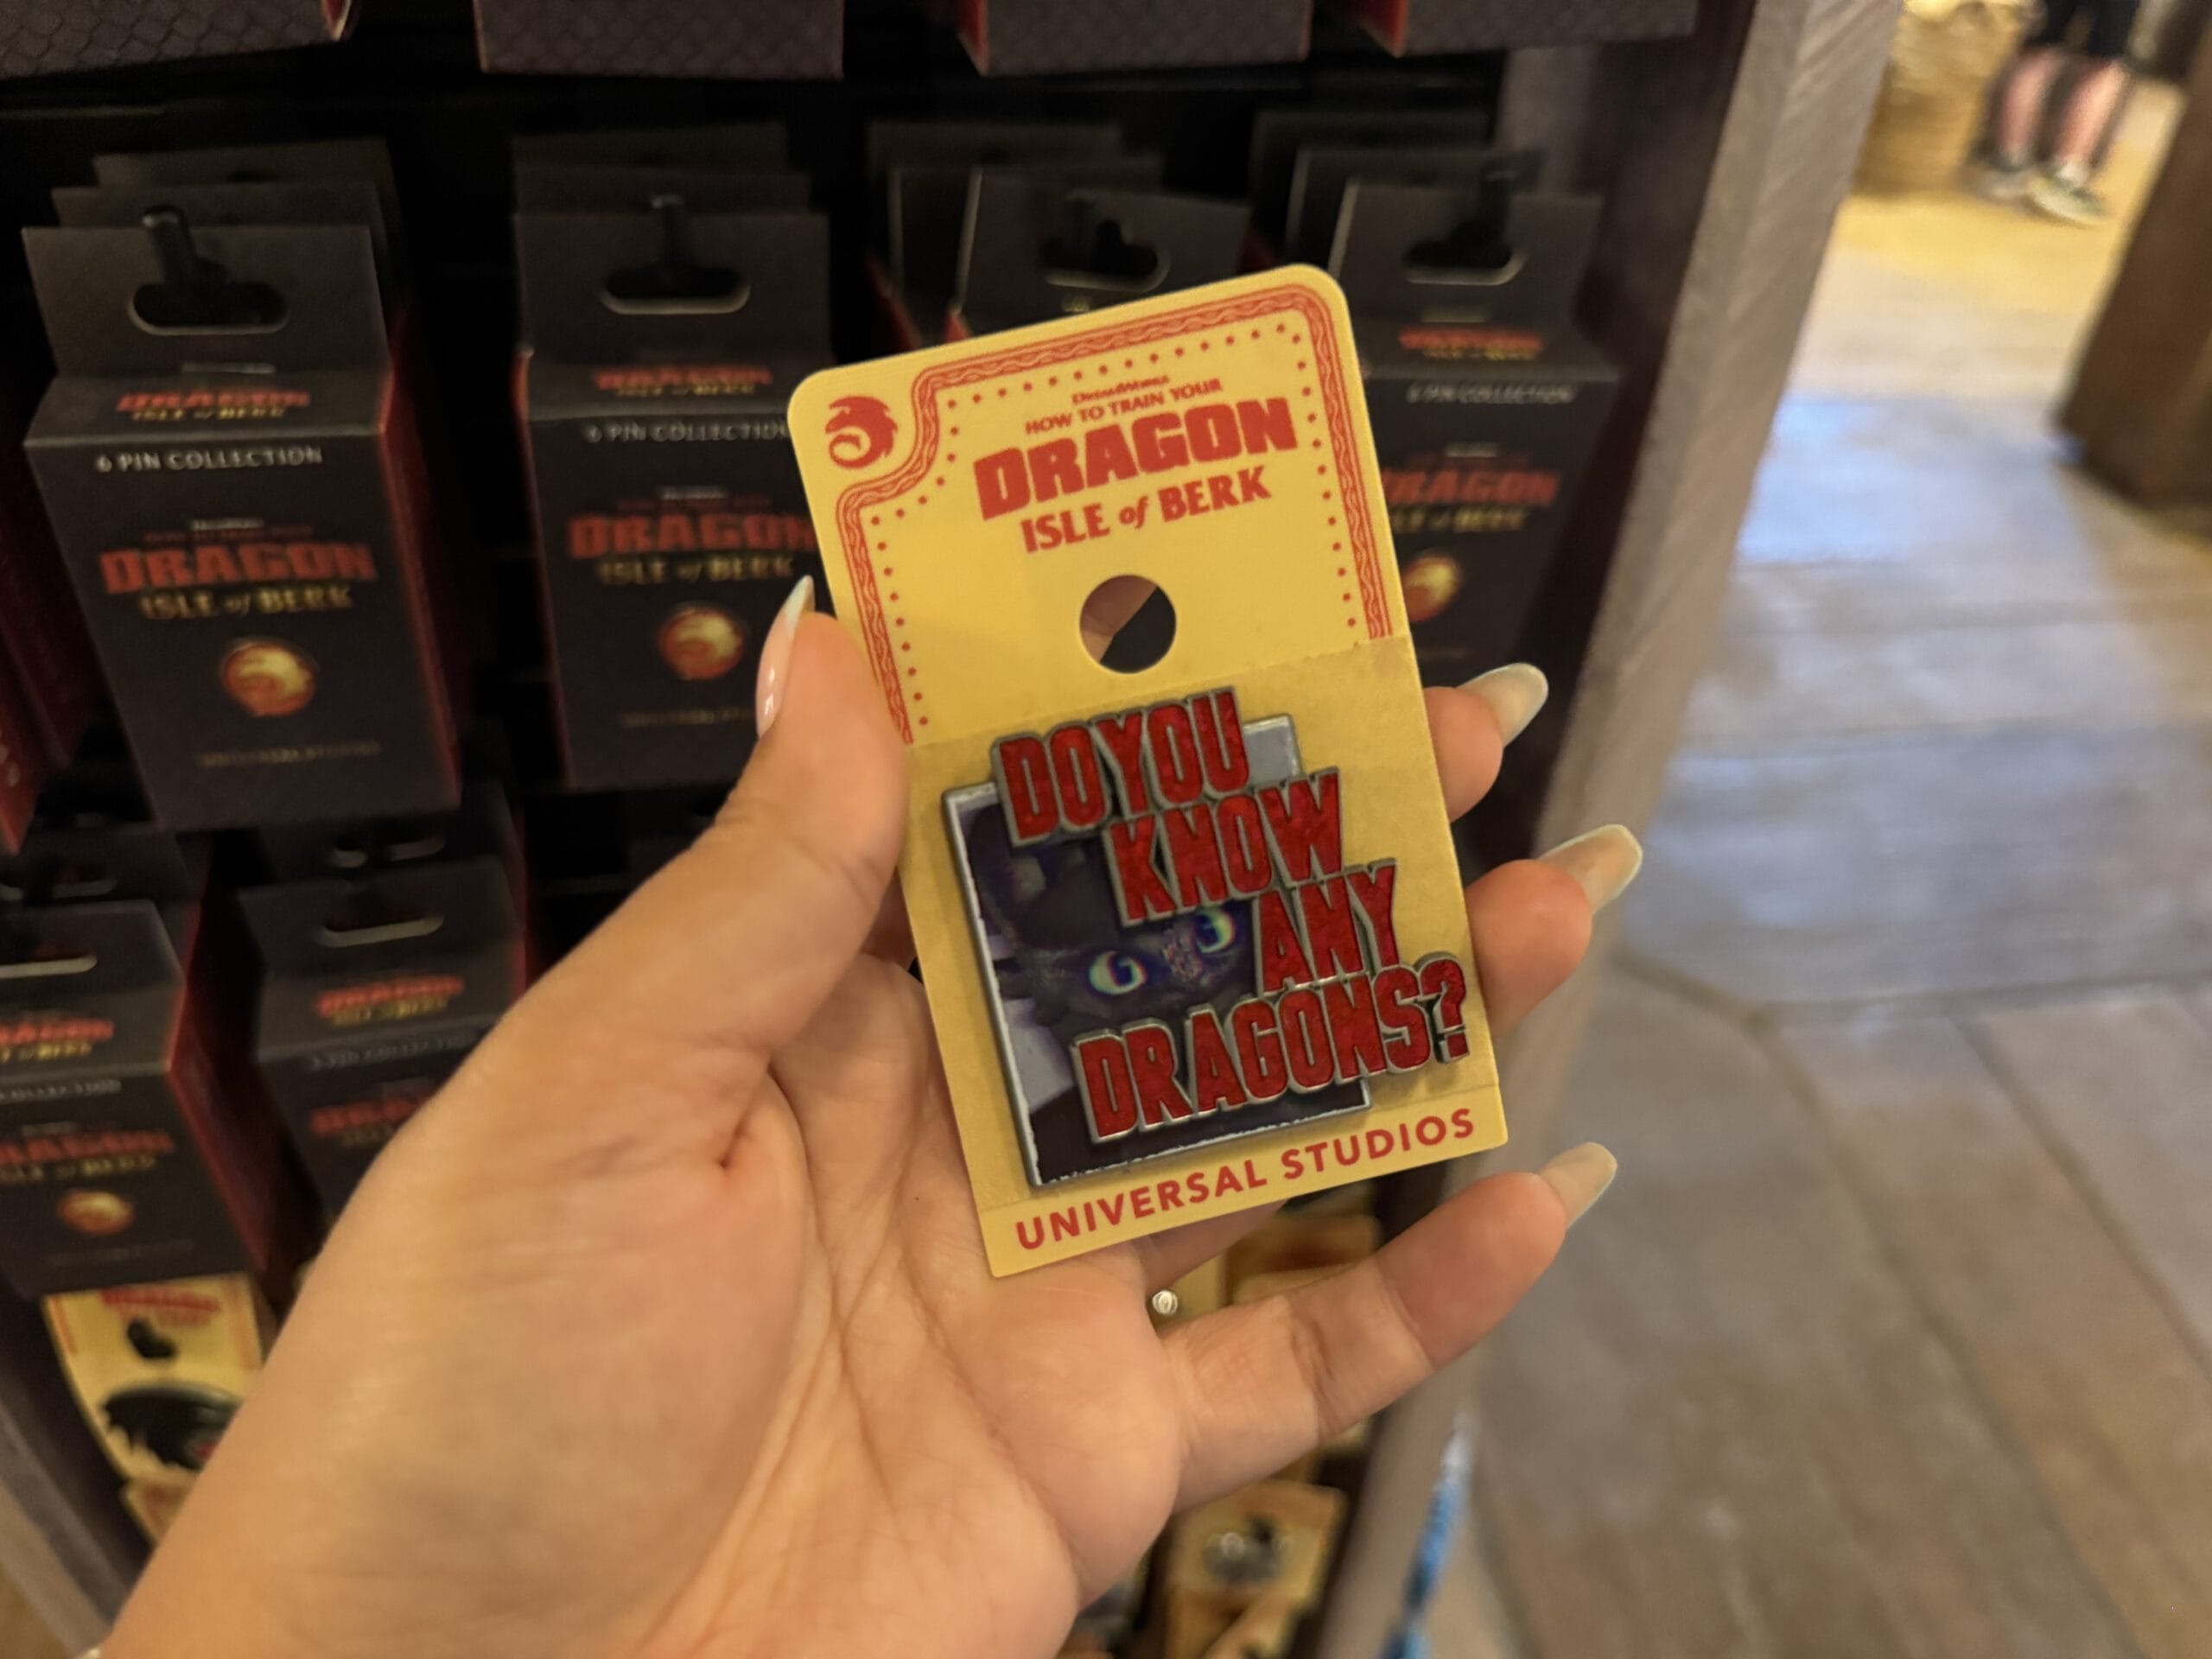 DreamWorks
HOW TO TRAIN YOUR
DRAGON
ISLE of BERK
DO YOU
KNOW
ANY
DRAGONS?
UNIVERSAL STUDIOS
DRAGON
ISLE of BERK
6 PIN COLLECTION
DRAGON
ISLE of BERK
DRAGON
ISLE of BERK
6 PIN COLLECTION
DRAGON
ISLE of BERK
6 PIN COLLECTION
DRAGON